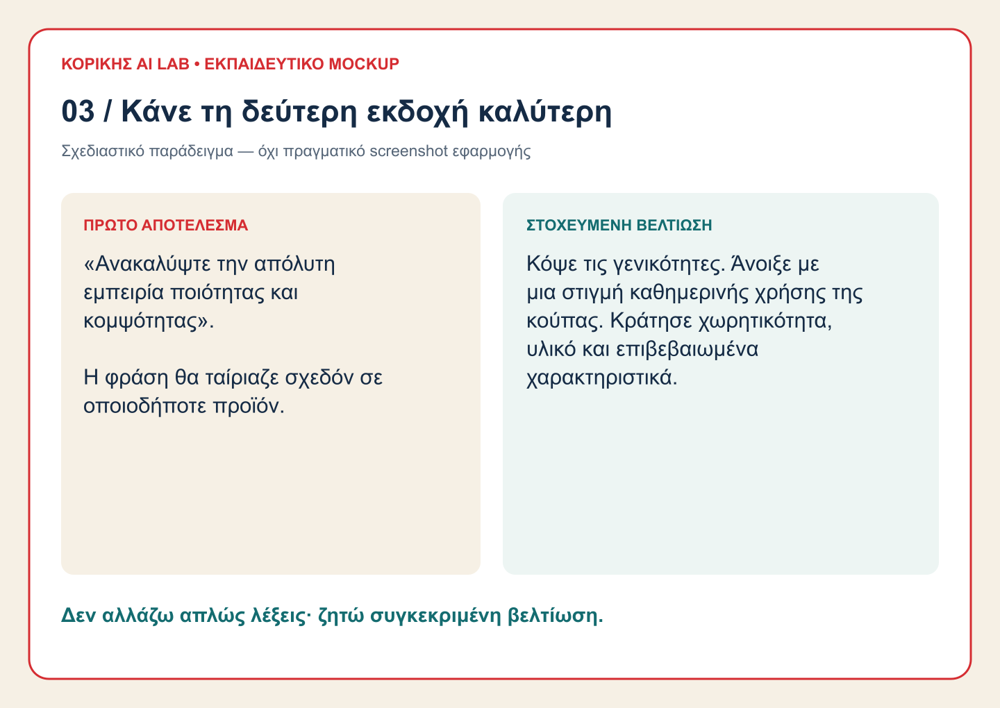 ΚΟΡΙΚΗΣ AI LAB • ΕΚΠΑΙΔΕΥΤΙΚΟ MOCKUP
03 / Κάνε τη δεύτερη εκδοχή καλύτερη
Σχεδιαστικό παράδειγμα — όχι πραγματικό screenshot εφαρμογής
ΠΡΩΤΟ ΑΠΟΤΕΛΕΣΜΑ
«Ανακαλύψτε την απόλυτη
εμπειρία ποιότητας και
κομψότητας».
Η φράση θα ταίριαζε σχεδόν σε
οποιοδήποτε προϊόν.
ΣΤΟΧΕΥΜΕΝΗ ΒΕΛΤΙΩΣΗ
Κόψε τις γενικότητες. Άνοιξε με
μια στιγμή καθημερινής χρήσης της
κούπας. Κράτησε χωρητικότητα,
υλικό και επιβεβαιωμένα
χαρακτηριστικά.
Δεν αλλάζω απλώς λέξεις· ζητώ συγκεκριμένη βελτίωση.